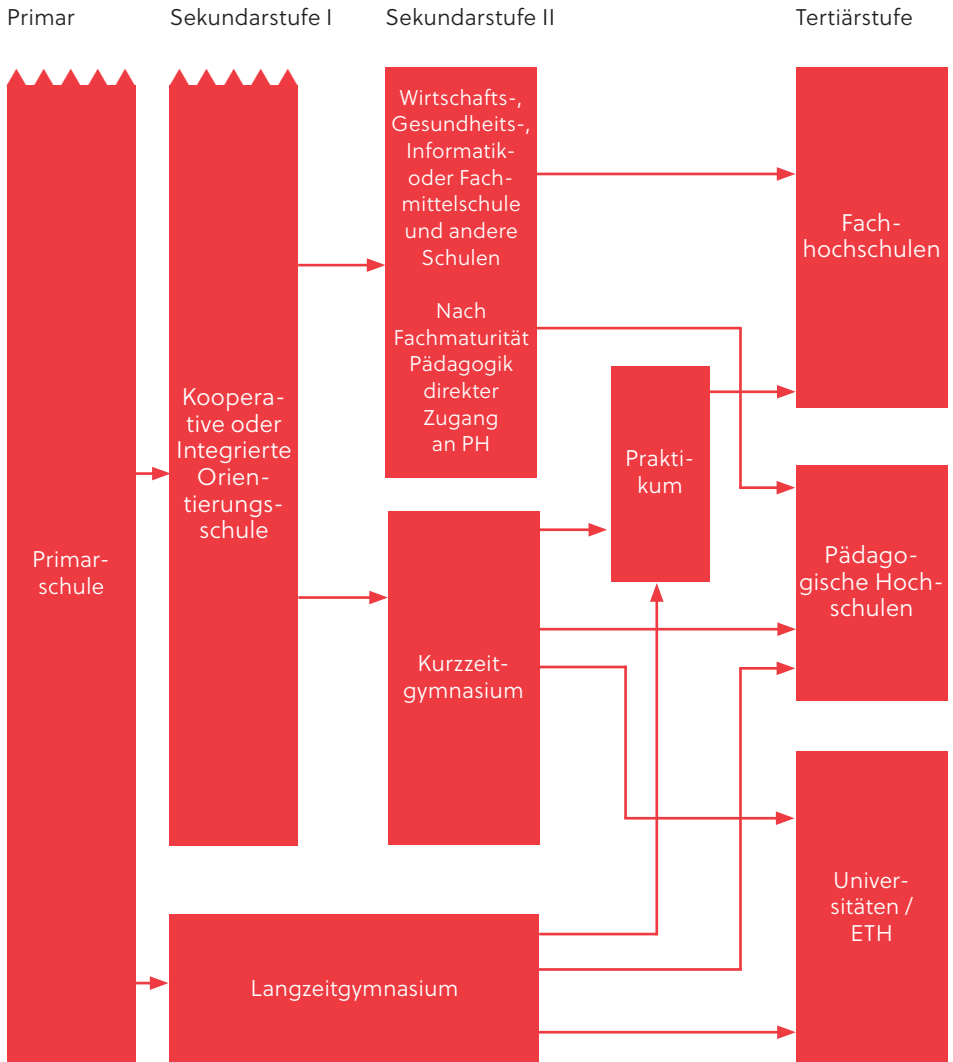 Primar
Sekundarstufe I
Sekundarstufe II
Tertiärstufe
Primar-
schule
Koopera-
tive oder
Integrierte
Orien-
tierungs-
schule
Wirtschafts-,
Gesundheits-,
Informatik-
oder Fach-
mittelschule
und andere
Schulen
Nach
Fachmaturität
Pädagogik
direkter
Zugang
an PH
Prakti-
kum
Kurzzeit-
gymnasium
Langzeitgymnasium
Fach-
hochschulen
Pädago-
gische Hoch-
schulen
Univer-
sitäten /
ETH